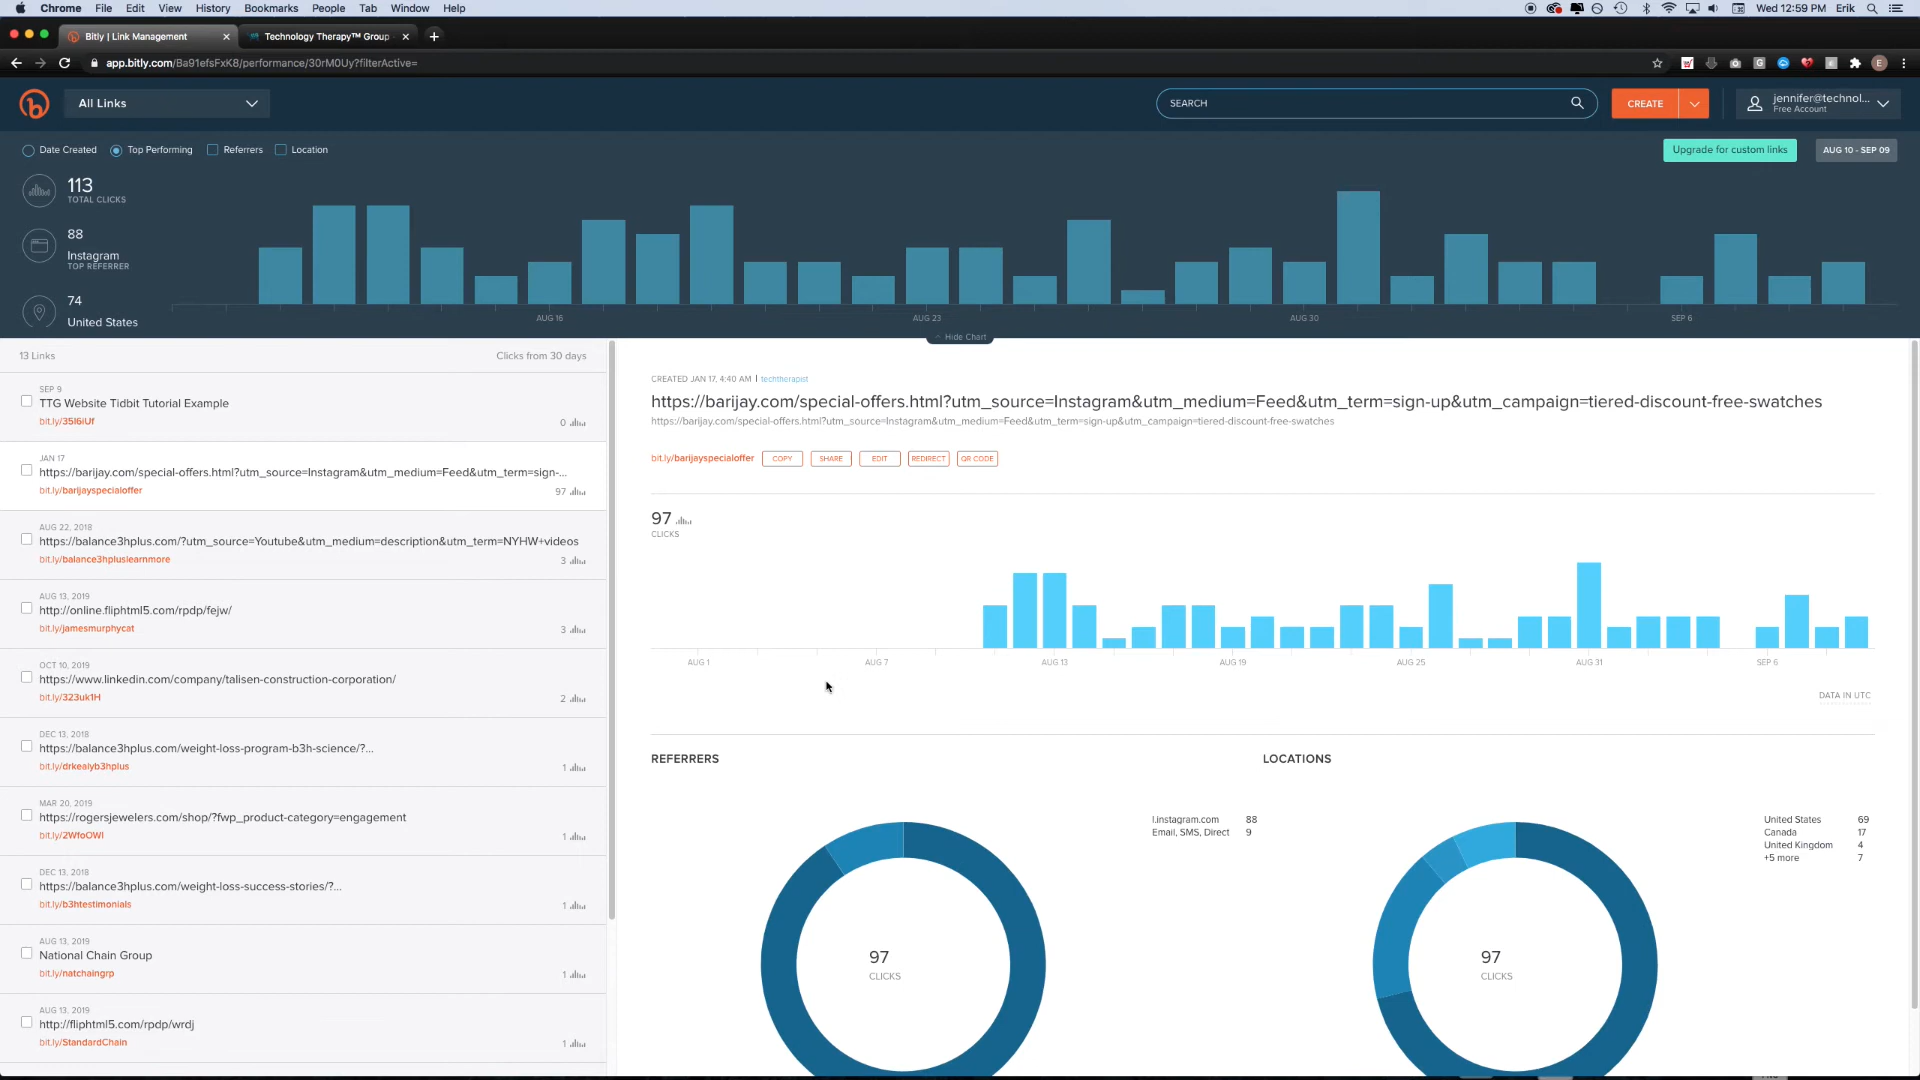 Chrome File Edit View History Bookmarks People Tab Window Help Wed 12:59 PM Erik
Bitly | Link Management
Technology Therapy™ Group
app.bitly.com/Ba91efsFxK8/performance/30rM0Uy?filterActive=
All Links
SEARCH
CREATE
jennifer@technol...
Free Account
Date Created Top Performing Referrers Location
Upgrade for custom links
AUG 10 - SEP 09
113
TOTAL CLICKS
88
Instagram
TOP REFERRER
74
United States
AUG 16 AUG 23 AUG 30 SEP 6
Hide Chart
13 Links Clicks from 30 days
SEP 9
TTG Website Tidbit Tutorial Example
bit.ly/35I6iUf 0
JAN 17
https://barijay.com/special-offers.html?utm_source=Instagram&utm_medium=Feed&utm_term=sign-...
bit.ly/barijayspecialoffer 97
AUG 22, 2018
https://balance3hplus.com/?utm_source=Youtube&utm_medium=description&utm_term=NYHW+videos
bit.ly/balance3hpluslearnmore 3
AUG 13, 2019
http://online.fliphtml5.com/rpdp/fejw/
bit.ly/jamesmurphycat 3
OCT 10, 2019
https://www.linkedin.com/company/talisen-construction-corporation/
bit.ly/323uk1H 2
DEC 13, 2018
https://balance3hplus.com/weight-loss-program-b3h-science/?...
bit.ly/drkealyb3hplus 1
MAR 20, 2019
https://rogersjewelers.com/shop/?fwp_product-category=engagement
bit.ly/2WfoOWI 1
DEC 13, 2018
https://balance3hplus.com/weight-loss-success-stories/?...
bit.ly/b3htestimonials 1
AUG 13, 2019
National Chain Group
bit.ly/natchaingrp 1
AUG 13, 2019
http://fliphtml5.com/rpdp/wrdj
bit.ly/StandardChain 1
CREATED JAN 17, 4:40 AM | techtherapist
https://barijay.com/special-offers.html?utm_source=Instagram&utm_medium=Feed&utm_term=sign-up&utm_campaign=tiered-discount-free-swatches
https://barijay.com/special-offers.html?utm_source=Instagram&utm_medium=Feed&utm_term=sign-up&utm_campaign=tiered-discount-free-swatches
bit.ly/barijayspecialoffer COPY SHARE EDIT REDIRECT QR CODE
97
CLICKS
AUG 1 AUG 7 AUG 13 AUG 19 AUG 25 AUG 31 SEP 6
DATA IN UTC
REFERRERS
l.instagram.com 88
Email, SMS, Direct 9
97
CLICKS
LOCATIONS
United States 69
Canada 17
United Kingdom 4
+5 more 7
97
CLICKS